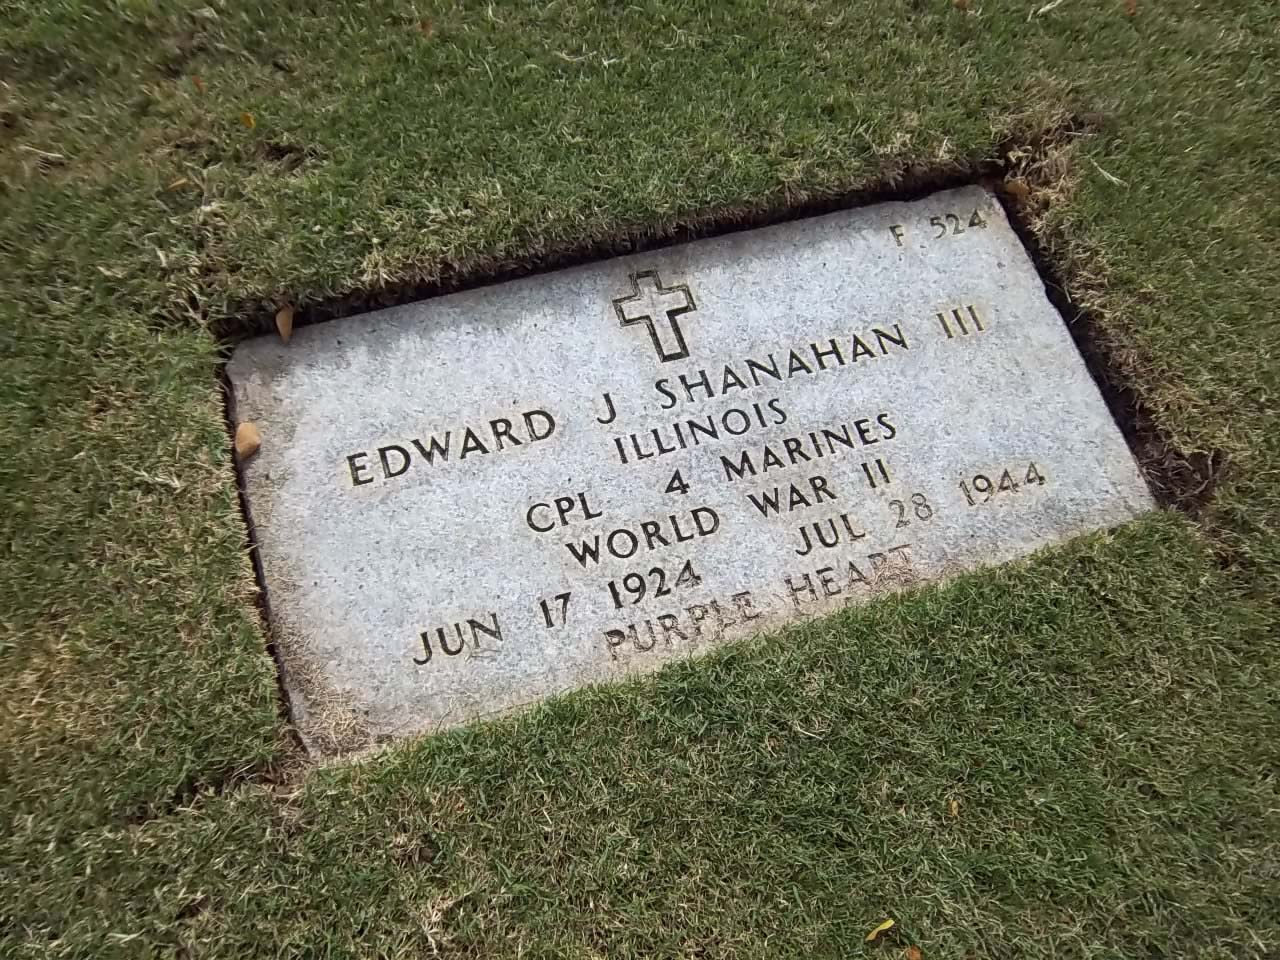 F 524
EDWARD J SHANAHAN III
ILLINOIS
CPL 4 MARINES
WORLD WAR II
JUN 17 1924 JUL 28 1944
PURPLE HEART